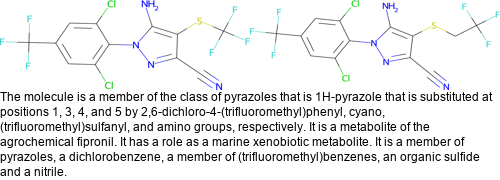 Cl NH2 S F F F N N Cl N F F F
Cl NH2 S F F F N N Cl N F F F
The molecule is a member of the class of pyrazoles that is 1H-pyrazole that is substituted at
positions 1, 3, 4, and 5 by 2,6-dichloro-4-(trifluoromethyl)phenyl, cyano,
(trifluoromethyl)sulfanyl, and amino groups, respectively. It is a metabolite of the
agrochemical fipronil. It has a role as a marine xenobiotic metabolite. It is a member of
pyrazoles, a dichlorobenzene, a member of (trifluoromethyl)benzenes, an organic sulfide
and a nitrile.